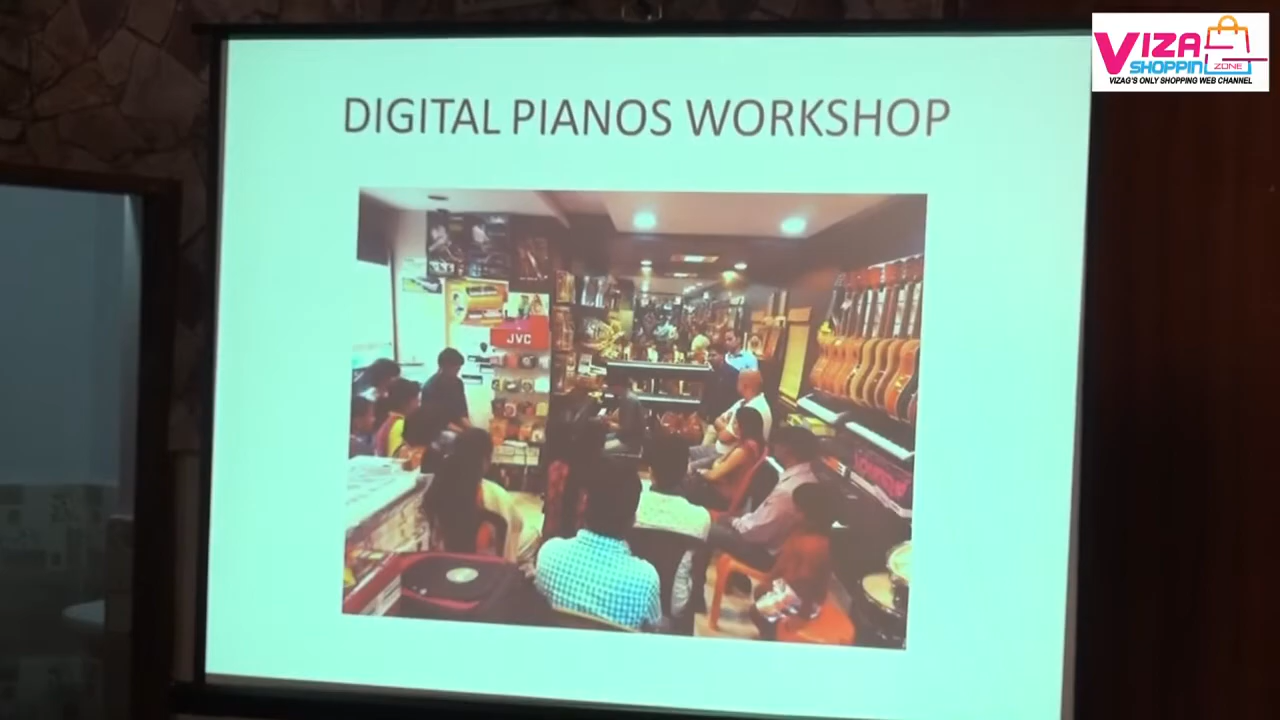 DIGITAL PIANOS WORKSHOP
JVC
VIZA
SHOPPIN
ZONE
VIZAG'S ONLY SHOPPING WEB CHANNEL